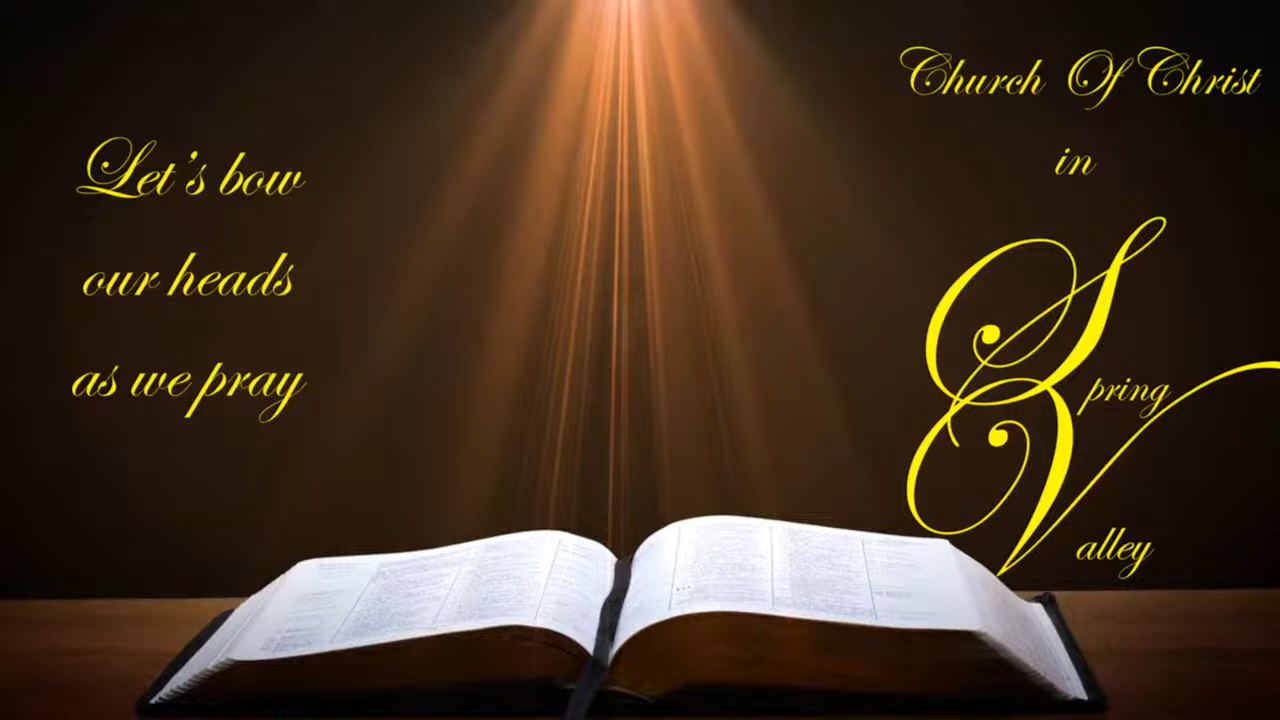 Let's bow
our heads
as we pray
Church Of Christ
in
Spring
Valley